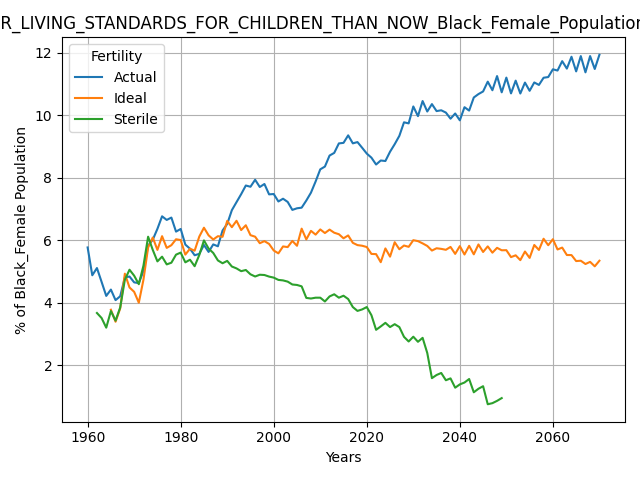 R_LIVING_STANDARDS_FOR_CHILDREN_THAN_NOW_Black_Female_Population
Fertility
Actual
Ideal
Sterile
% of Black_Female Population
12
10
8
6
4
2
1960 1980 2000 2020 2040 2060
Years